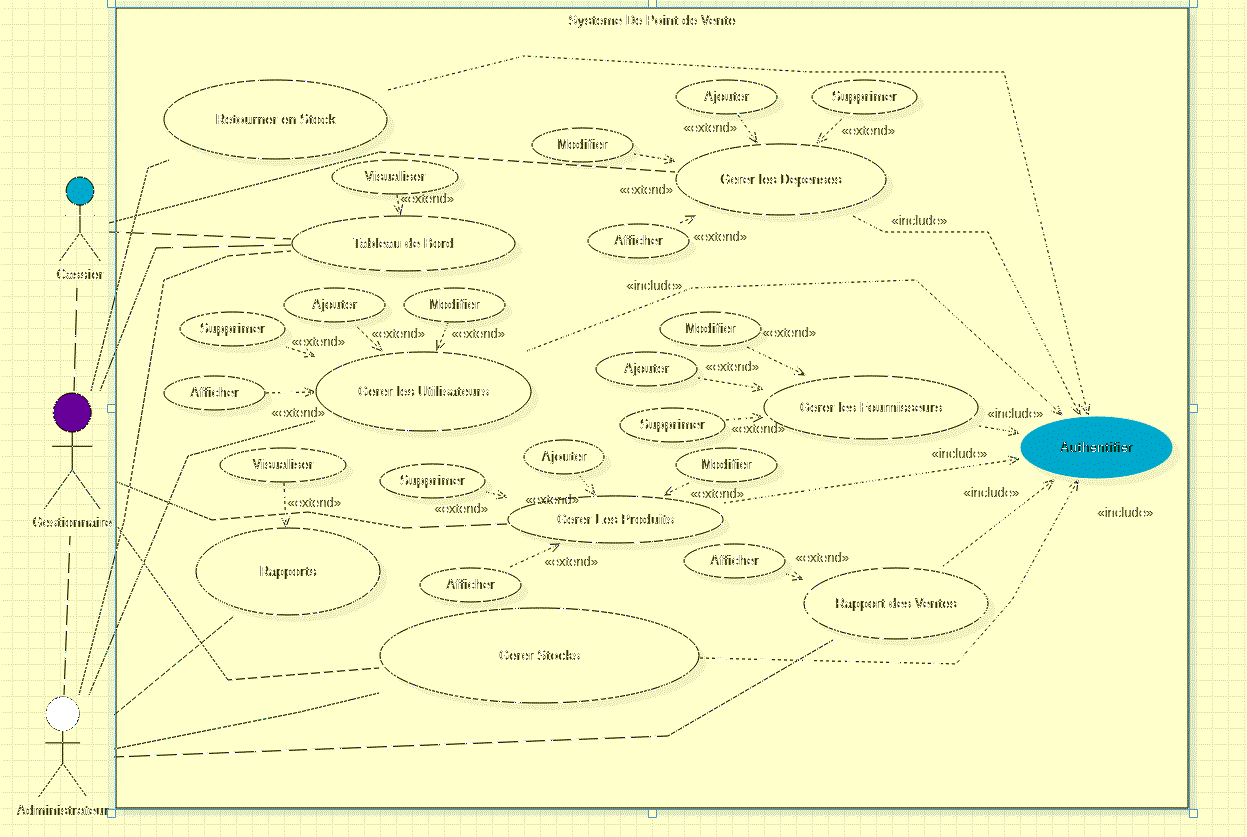 Systeme De Point de Vente
Ajouter
Supprimer
Retourner en Stock
«extend»
«extend»
Modifier
Visualiser
Gerer les Depenses
«extend»
«extend»
«include»
Afficher
«extend»
Tableau de Bord
Caissier
«include»
Ajouter
Modifier
Supprimer
«extend»
«extend»
«extend»
Modifier
«extend»
Ajouter
«extend»
Afficher
Gerer les Utilisateurs
Gerer les Fournisseurs
«extend»
«include»
Supprimer
«extend»
Authentifier
Ajouter
«include»
Visualiser
Modifier
Supprimer
«extend»
«extend»
«include»
«extend»
«extend»
«include»
Gestionnaire
Gerer Les Produits
Afficher
«extend»
«extend»
Rapports
Afficher
Rapport des Ventes
Gerer Stocks
Administrateur